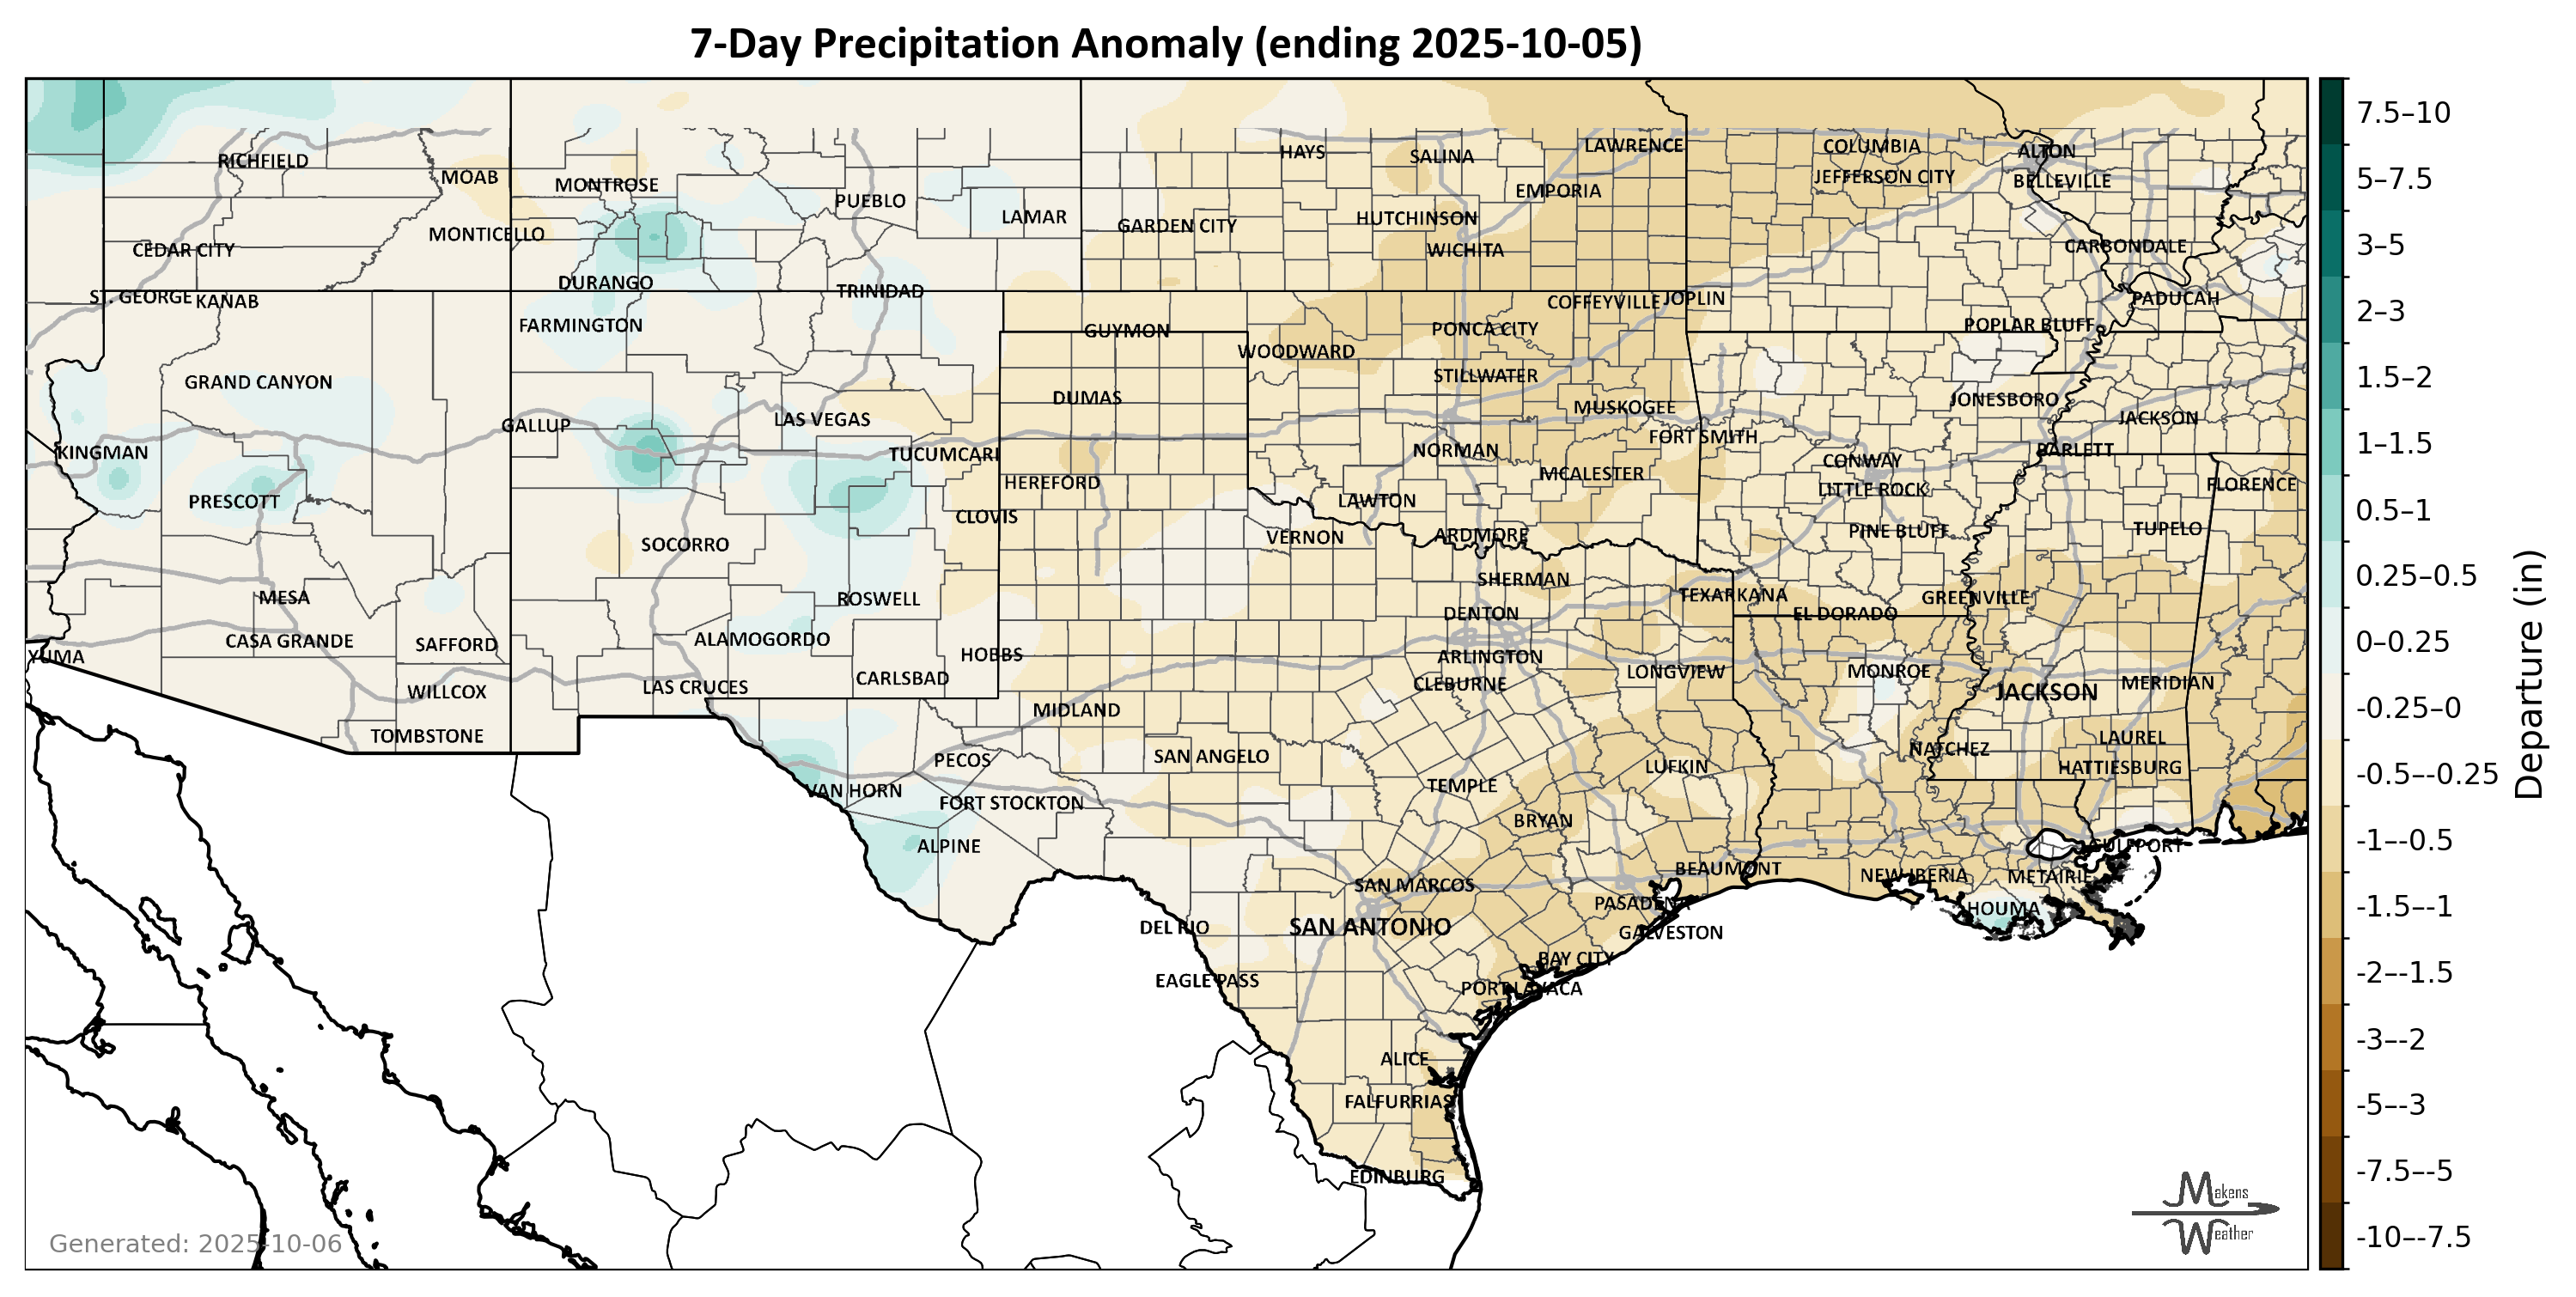 7-Day Precipitation Anomaly (ending 2025-10-05)
RICHFIELD
MOAB
MONTROSE
PUEBLO
LAMAR
HAYS
SALINA
LAWRENCE
EMPORIA
COLUMBIA
JEFFERSON CITY
ALTON
BELLEVILLE
CEDAR CITY
MONTICELLO
GARDEN CITY
HUTCHINSON
WICHITA
CARBONDALE
ST. GEORGE
KANAB
DURANGO
TRINIDAD
COFFEYVILLE
JOPLIN
PADUCAH
FARMINGTON
GUYMON
PONCA CITY
POPLAR BLUFF
WOODWARD
GRAND CANYON
DUMAS
STILLWATER
MUSKOGEE
JONESBORO
JACKSON
GALLUP
LAS VEGAS
KINGMAN
TUCUMCARI
NORMAN
FORT SMITH
BARLETT
PRESCOTT
HEREFORD
MCALESTER
CONWAY
LITTLE ROCK
FLORENCE
CLOVIS
LAWTON
SOCORRO
VERNON
ARDMORE
PINE BLUFF
TUPELO
MESA
ROSWELL
SHERMAN
TEXARKANA
GREENVILLE
CASA GRANDE
SAFFORD
ALAMOGORDO
DENTON
EL DORADO
YUMA
HOBBS
ARLINGTON
WILLCOX
LAS CRUCES
CARLSBAD
CLEBURNE
LONGVIEW
MONROE
JACKSON
MERIDIAN
TOMBSTONE
MIDLAND
PECOS
SAN ANGELO
LUFKIN
NATCHEZ
LAUREL
HATTIESBURG
VAN HORN
FORT STOCKTON
TEMPLE
ALPINE
BRYAN
GULFPORT
SAN MARCOS
BEAUMONT
NEW IBERIA
METAIRIE
DEL RIO
SAN ANTONIO
PASADENA
GALVESTON
HOUMA
EAGLE PASS
BAY CITY
PORT LAVACA
ALICE
FALFURRIAS
EDINBURG
Generated: 2025-10-06
Makens
Weather
7.5–10
5–7.5
3–5
2–3
1.5–2
1–1.5
0.5–1
0.25–0.5
0–0.25
-0.25–0
-0.5–-0.25
-1–-0.5
-1.5–-1
-2–-1.5
-3–-2
-5–-3
-7.5–-5
-10–-7.5
Departure (in)